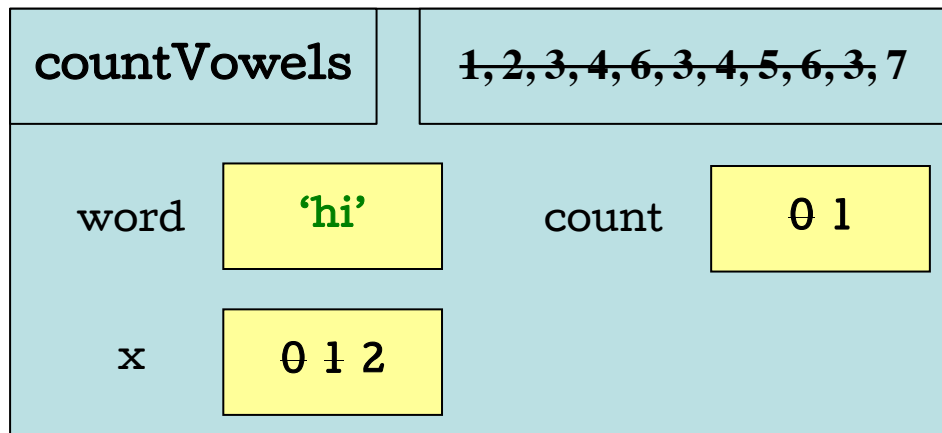 countVowels 1, 2, 3, 4, 6, 3, 4, 5, 6, 3, 7
word ‘hi’ count 0 1
x 0 1 2